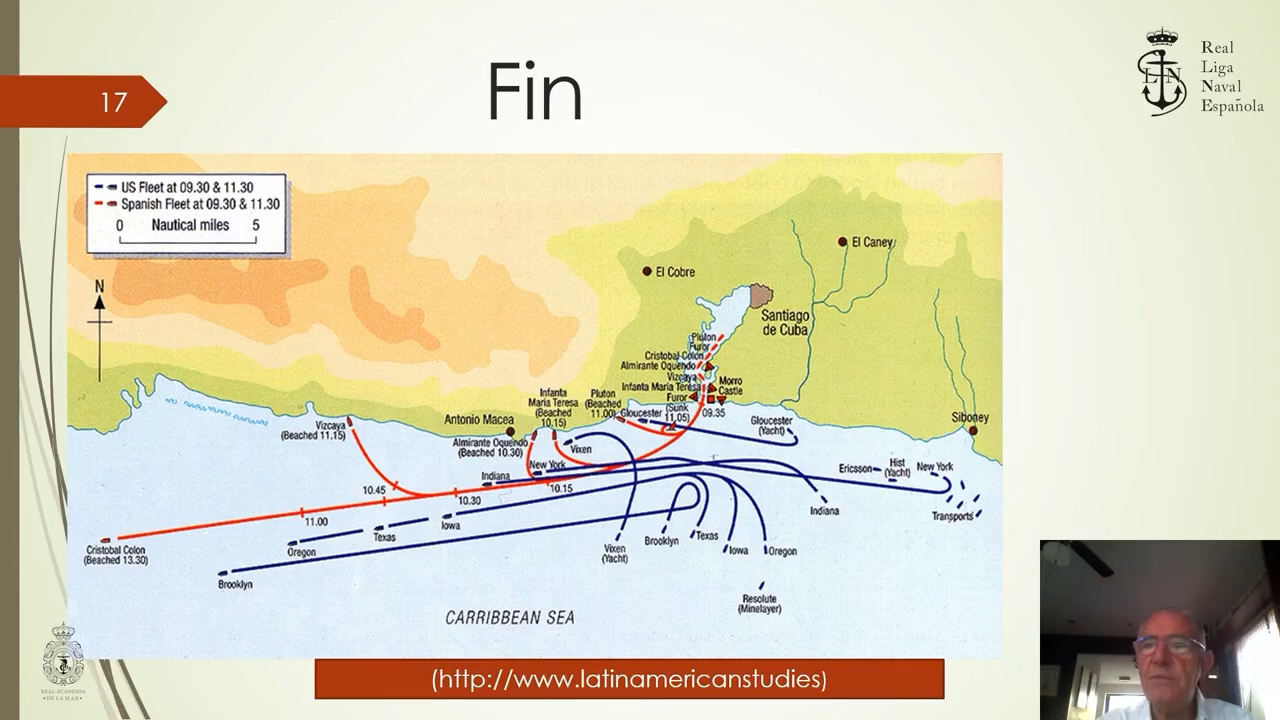 17
Fin
Real
Liga
Naval
Española
L N
US Fleet at 09.30 & 11.30
Spanish Fleet at 09.30 & 11.30
0 Nautical miles 5
N
El Caney
El Cobre
Santiago
de Cuba
Pluton
Furor
Cristobal Colon
Almirante Oquendo
Vizcaya
Infanta Maria Teresa
Furor
(Sunk
11.05)
Morro
Castle
09.35
Infanta
Maria Teresa
(Beached
10.15)
Pluton
(Beached
11.00)
Gloucester
Gloucester
(Yacht)
Siboney
Vizcaya
(Beached 11.15)
Antonio Macea
Almirante Oquendo
(Beached 10.30)
Vixen
New York
Indiana
Ericsson
Hist
(Yacht)
New York
10.45
10.30
10.15
11.00
Indiana
Transports
Cristobal Colon
(Beached 13.30)
Oregon
Texas
Iowa
Brooklyn
Vixen
(Yacht)
Brooklyn
Texas
Iowa
Oregon
Resolute
(Minelayer)
CARRIBBEAN SEA
REAL ACADEMIA
• DE LA MAR •
(http://www.latinamericanstudies)